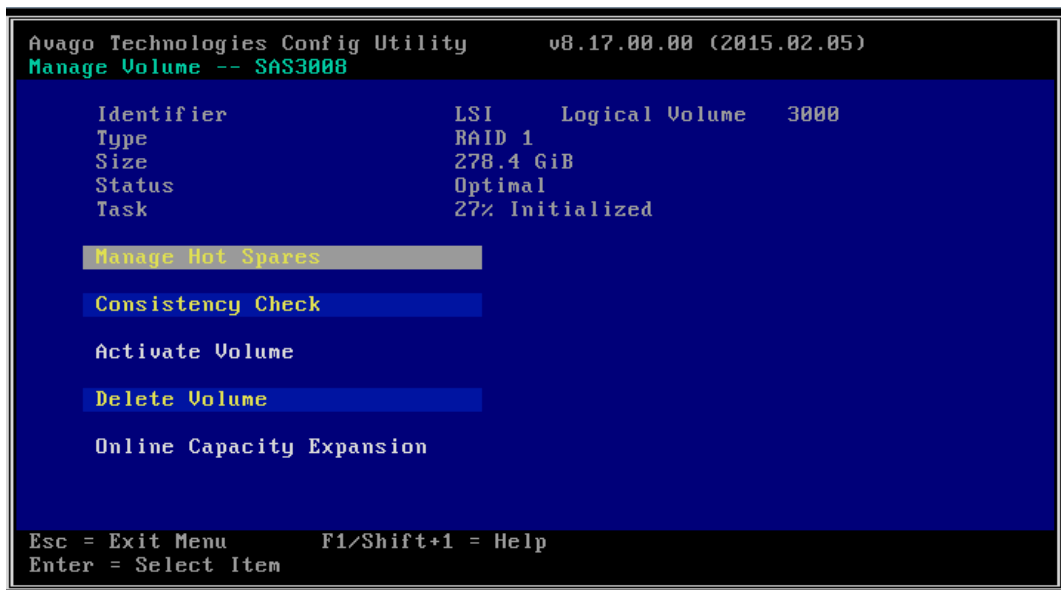 Avago Technologies Config Utility v8.17.00.00 (2015.02.05)
Manage Volume -- SAS3008
Identifier LSI Logical Volume 3000
Type RAID 1
Size 278.4 GiB
Status Optimal
Task 27% Initialized
Manage Hot Spares
Consistency Check
Activate Volume
Delete Volume
Online Capacity Expansion
Esc = Exit Menu F1/Shift+1 = Help
Enter = Select Item